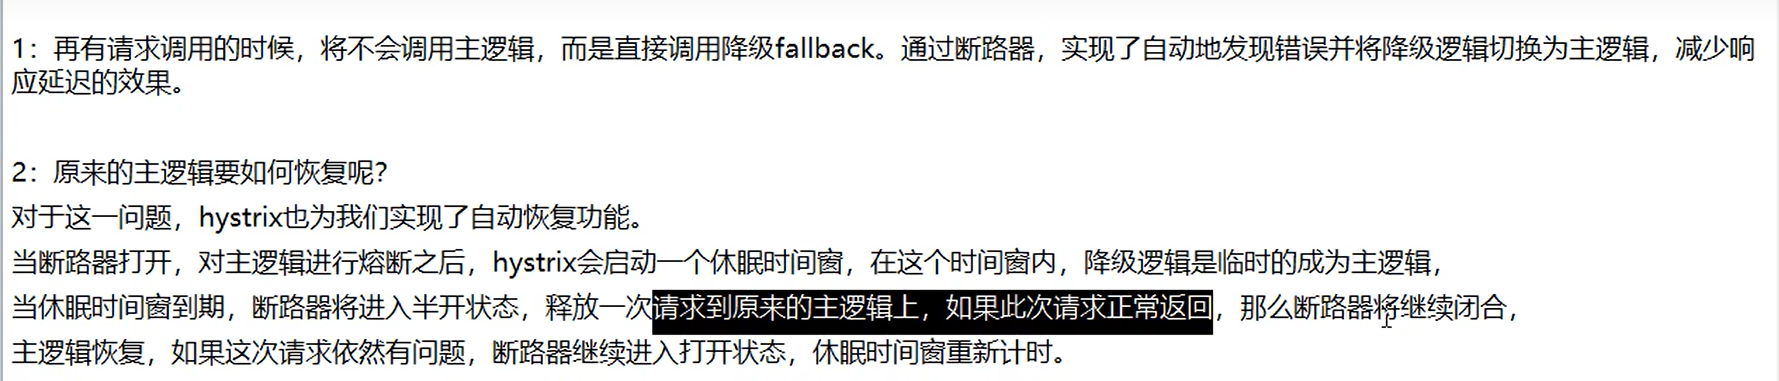 1：再有请求调用的时候，将不会调用主逻辑，而是直接调用降级fallback。通过断路器，实现了自动地发现错误并将降级逻辑切换为主逻辑，减少响
应延迟的效果。
2：原来的主逻辑要如何恢复呢？
对于这一问题，hystrix也为我们实现了自动恢复功能。
当断路器打开，对主逻辑进行熔断之后，hystrix会启动一个休眠时间窗，在这个时间窗内，降级逻辑是临时的成为主逻辑，
当休眠时间窗到期，断路器将进入半开状态，释放一次请求到原来的主逻辑上，如果此次请求正常返回，那么断路器将继续闭合，
主逻辑恢复，如果这次请求依然有问题，断路器继续进入打开状态，休眠时间窗重新计时。